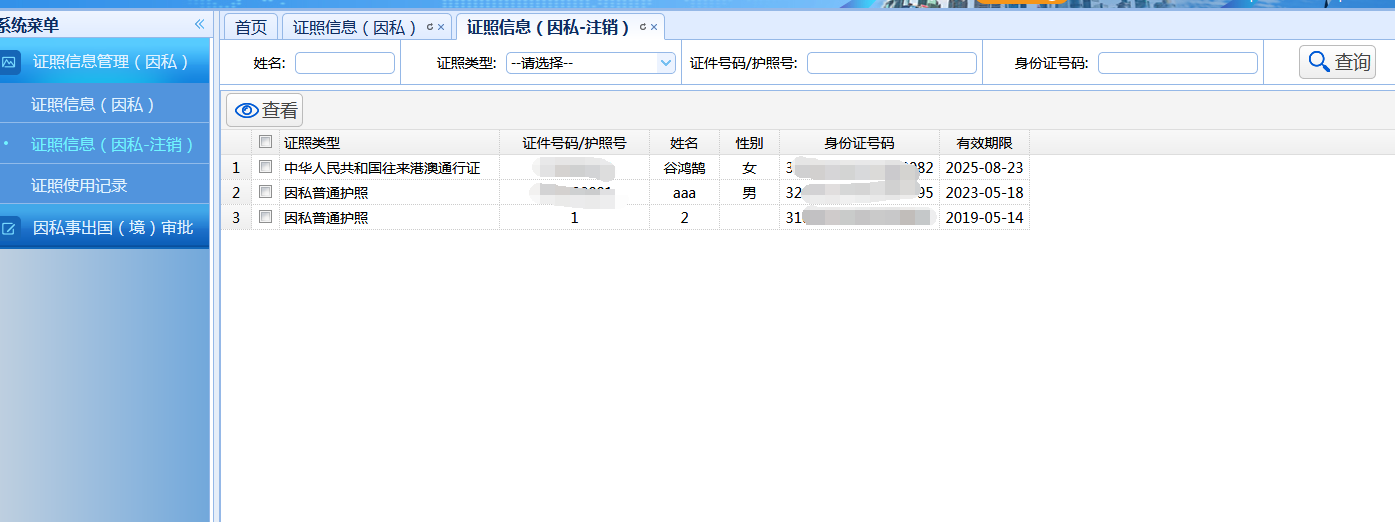 系统菜单
首页 证照信息（因私） 证照信息（因私-注销）
证照信息管理（因私）
证照信息（因私）
证照信息（因私-注销）
证照使用记录
因私事出国（境）审批
姓名: 证照类型: --请选择-- 证件号码/护照号: 身份证号码: 查询
查看
证照类型 证件号码/护照号 姓名 性别 身份证号码 有效期限
1 中华人民共和国往来港澳通行证 谷鸿鹄 女 3 082 2025-08-23
2 因私普通护照 aaa 男 32 95 2023-05-18
3 因私普通护照 1 2 31 2019-05-14